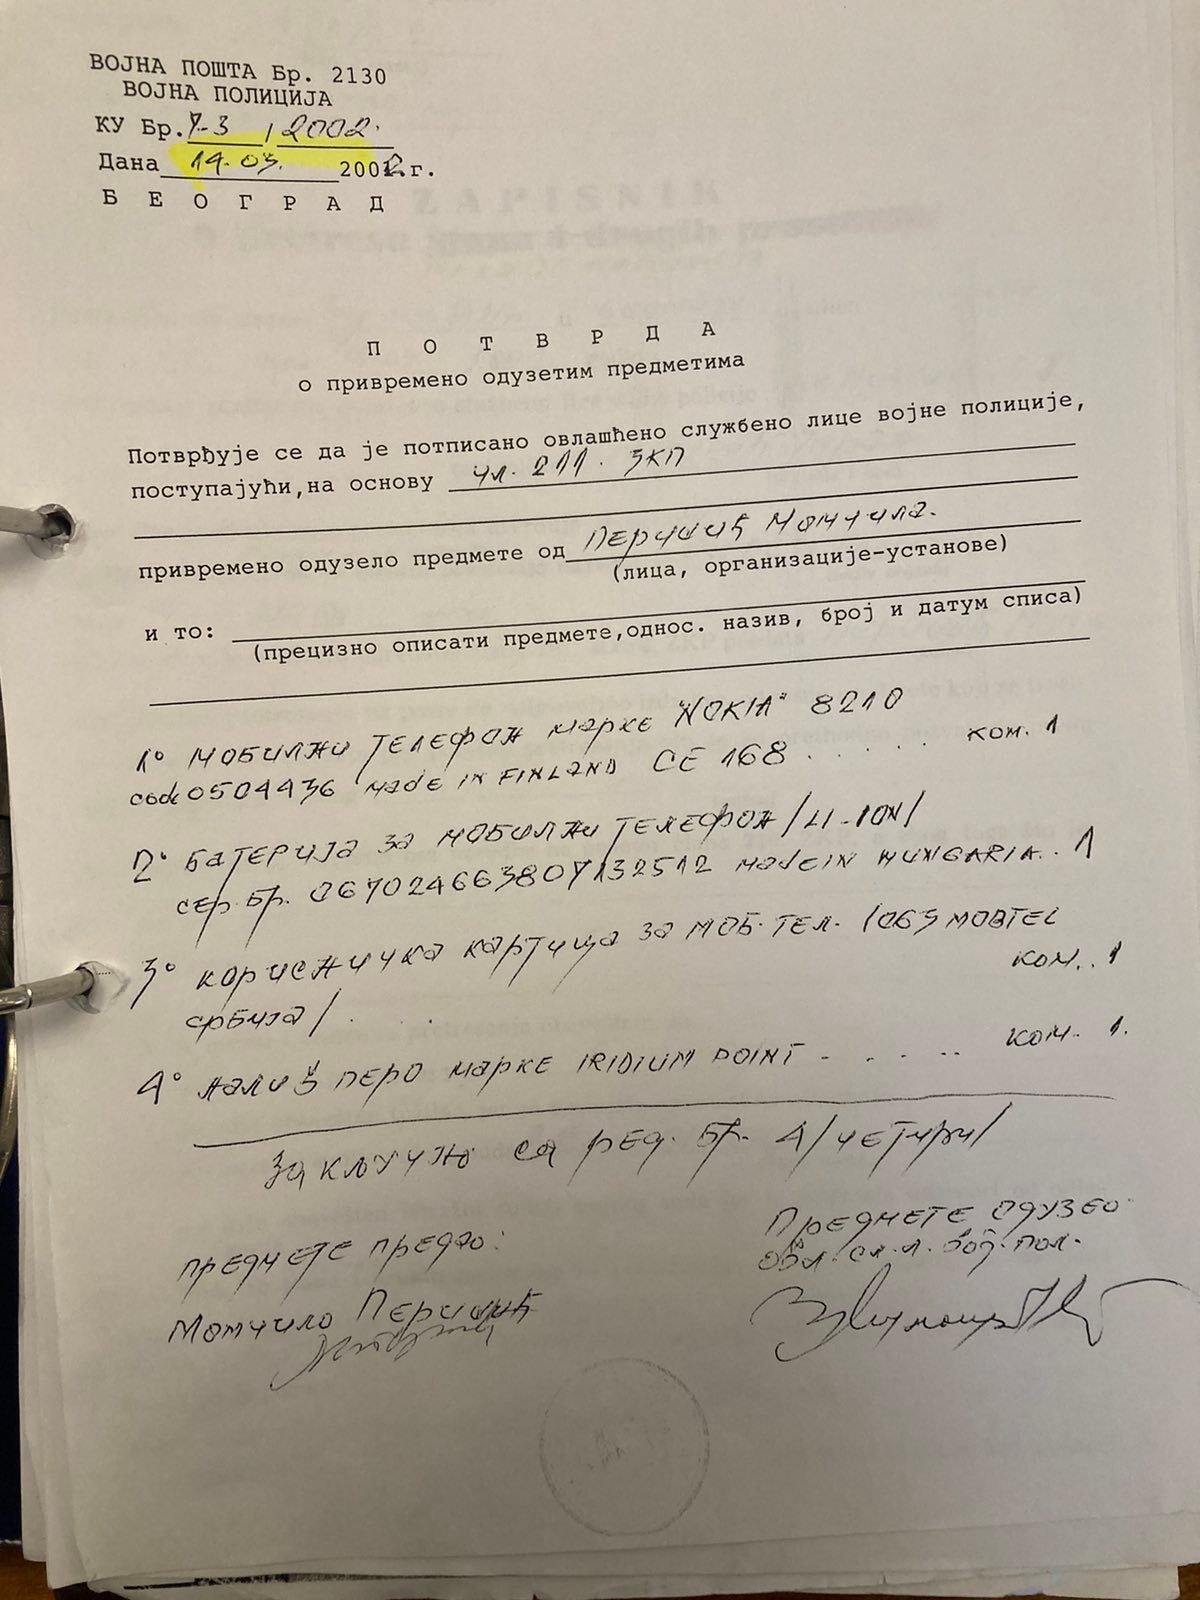 ВОЈНА ПОШТА Бр. 2130
ВОЈНА ПОЛИЦИЈА
КУ Бр. 7-3 / 2002.
Дана 14.03. 2002.г.
Б Е О Г Р А Д
П О Т В Р Д А
о привремено одузетим предметима
Потврђује се да је потписано овлашћено службено лице војне полиције,
поступајући,на основу чл. 211. ЗКП
привремено одузело предмете од Перишић Момчила.
(лица, организације-установе)
и то:
(прецизно описати предмете,однос. назив, број и датум списа)
1° МОБИЛНИ ТЕЛЕФОН МАРКЕ "NOKIA" 8210
code 0504436 MADE IN FINLAND CE 168 . . . . . . КОМ. 1
2° БАТЕРИЈА ЗА МОБИЛНИ ТЕЛЕФОН /LI-ION/
СЕР. БР. 067024663807132512 MADE IN HUNGARIA . . 1
3° КОРИСНИЧКА КАРТИЦА ЗА МОБ. ТЕЛ. /063 MOBTEL
СРБИЈА/ . . . КОМ. . 1
4° НАЛИВ ПЕРО МАРКЕ IRIDIUM POINT - . . . . . КОМ. 1.
ЗАКЉУЧНО СА РЕД. БР. 4/ЧЕТИРИ/
ПРЕДМЕТЕ ПРЕДАО:
Момчило Перишић
ПРЕДМЕТЕ ОДУЗЕО
ОВЛ. СЛ. Л. ВОЈ. ПОЛ.